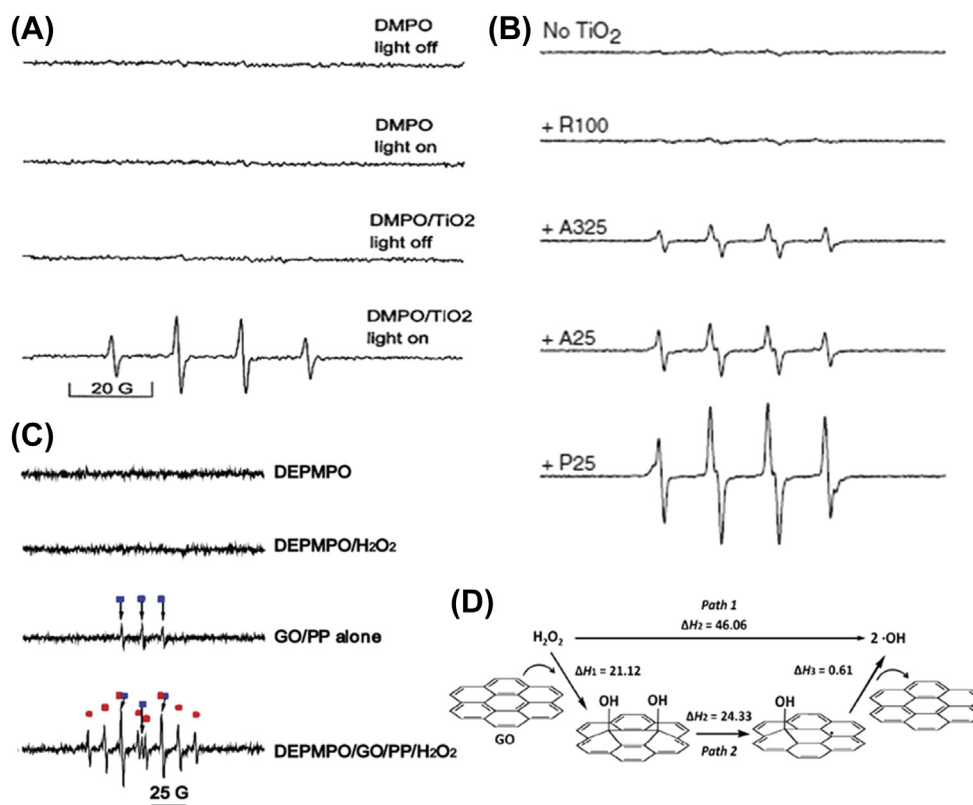 (A)
DMPO
light off
DMPO
light on
DMPO/TiO2
light off
DMPO/TIO2
light on
20 G
(B)
No TiO₂
+ R100
+ A325
+ A25
+ P25
(C)
DEPMPO
DEPMPO/H₂O₂
GO/PP alone
DEPMPO/GO/PP/H₂O₂
25 G
(D)
Path 1
ΔH₂ = 46.06
H₂O₂
2 ·OH
ΔH₁ = 21.12
ΔH₃ = 0.61
OH OH
OH
ΔH₂ = 24.33
Path 2
GO